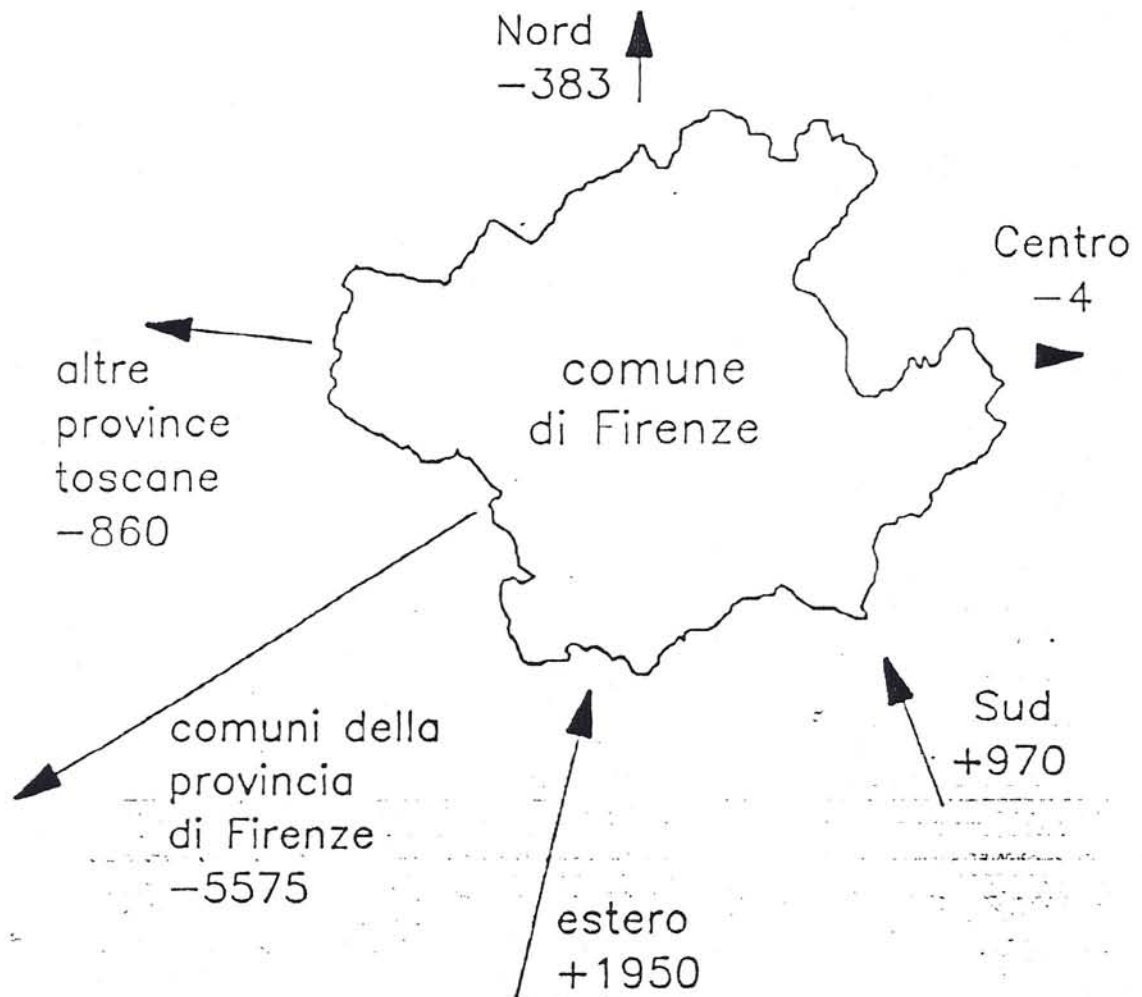 Nord
−383
Centro
−4
altre
province
toscane
−860
comune
di Firenze
comuni della
provincia
di Firenze
−5575
Sud
+970
estero
+1950